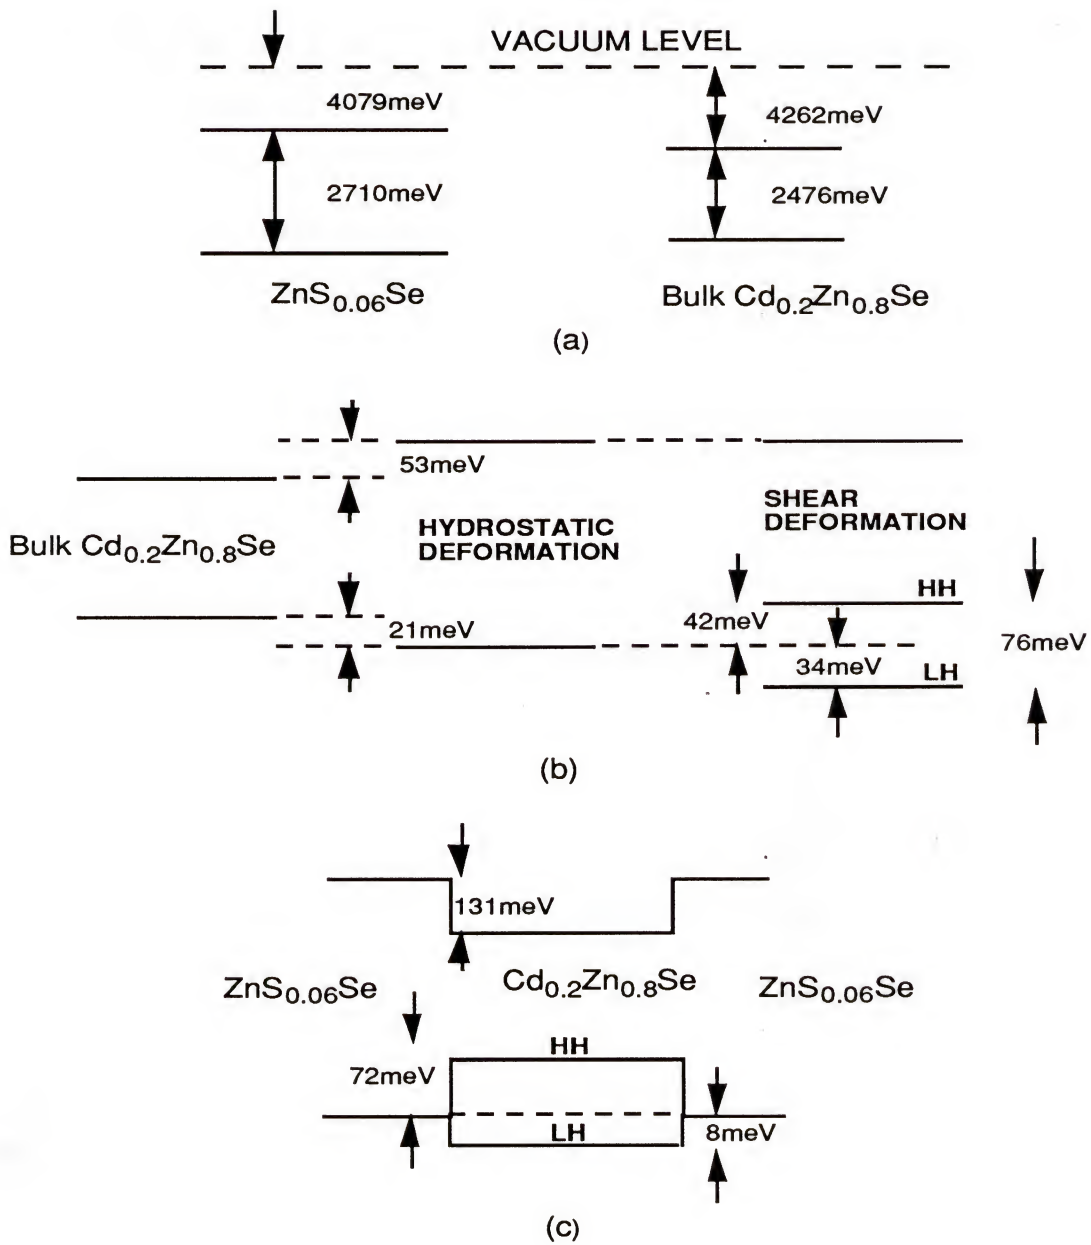 VACUUM LEVEL
4079meV
4262meV
2710meV
2476meV
ZnS0.06Se
Bulk Cd0.2Zn0.8Se
(a)
53meV
SHEAR
DEFORMATION
HYDROSTATIC
DEFORMATION
Bulk Cd0.2Zn0.8Se
HH
21meV
42meV
76meV
34meV
LH
(b)
131meV
ZnS0.06Se
Cd0.2Zn0.8Se
ZnS0.06Se
HH
72meV
LH
8meV
(c)